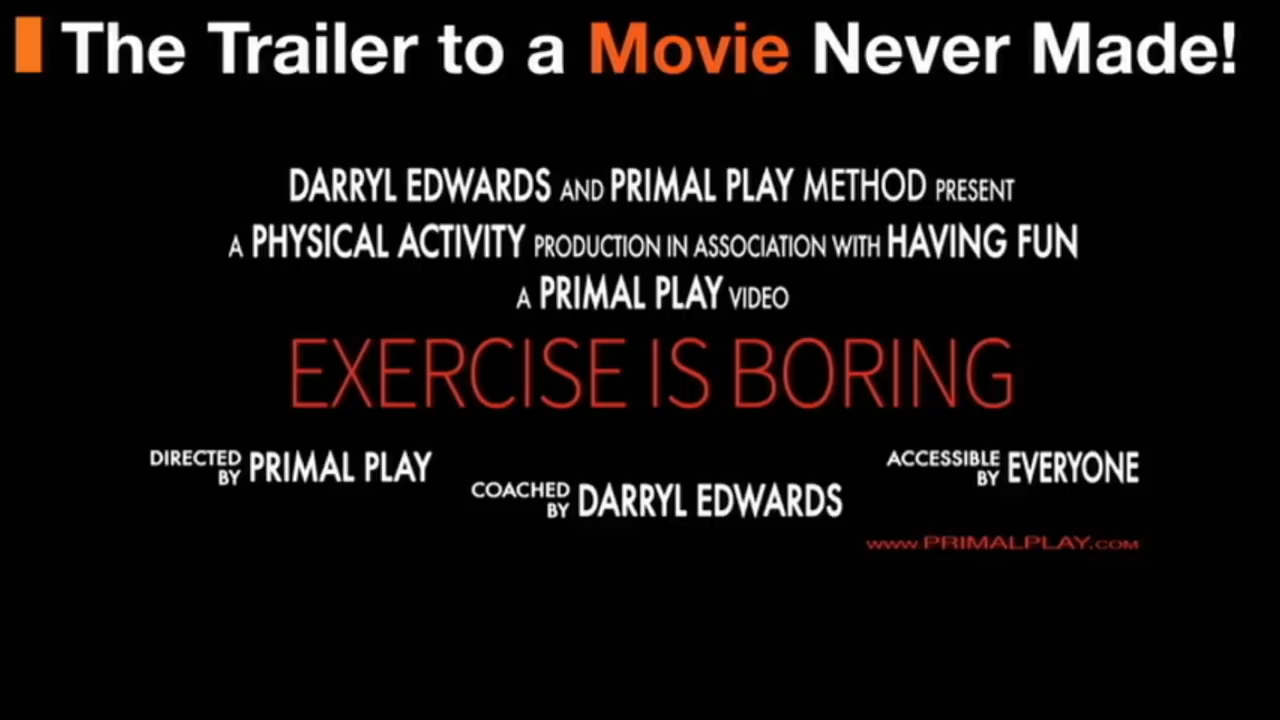 The Trailer to a Movie Never Made!
DARRYL EDWARDS AND PRIMAL PLAY METHOD PRESENT
A PHYSICAL ACTIVITY PRODUCTION IN ASSOCIATION WITH HAVING FUN
A PRIMAL PLAY VIDEO
EXERCISE IS BORING
DIRECTED BY PRIMAL PLAY
COACHED BY DARRYL EDWARDS
ACCESSIBLE BY EVERYONE
www.PRIMALPLAY.COM